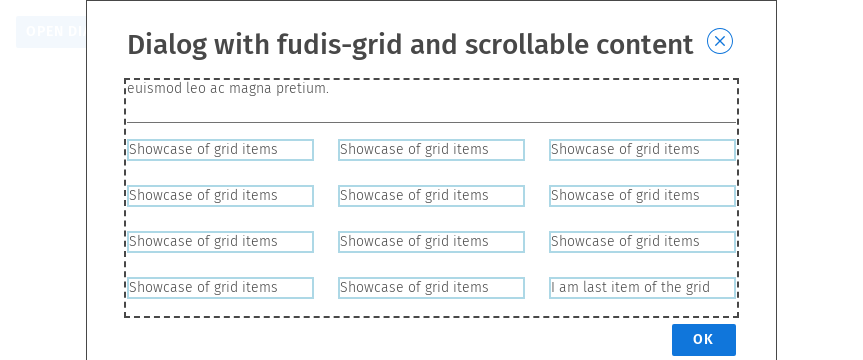 OPEN DI
Dialog with fudis-grid and scrollable content
euismod leo ac magna pretium.
Showcase of grid items Showcase of grid items Showcase of grid items
Showcase of grid items Showcase of grid items Showcase of grid items
Showcase of grid items Showcase of grid items Showcase of grid items
Showcase of grid items Showcase of grid items I am last item of the grid
OK